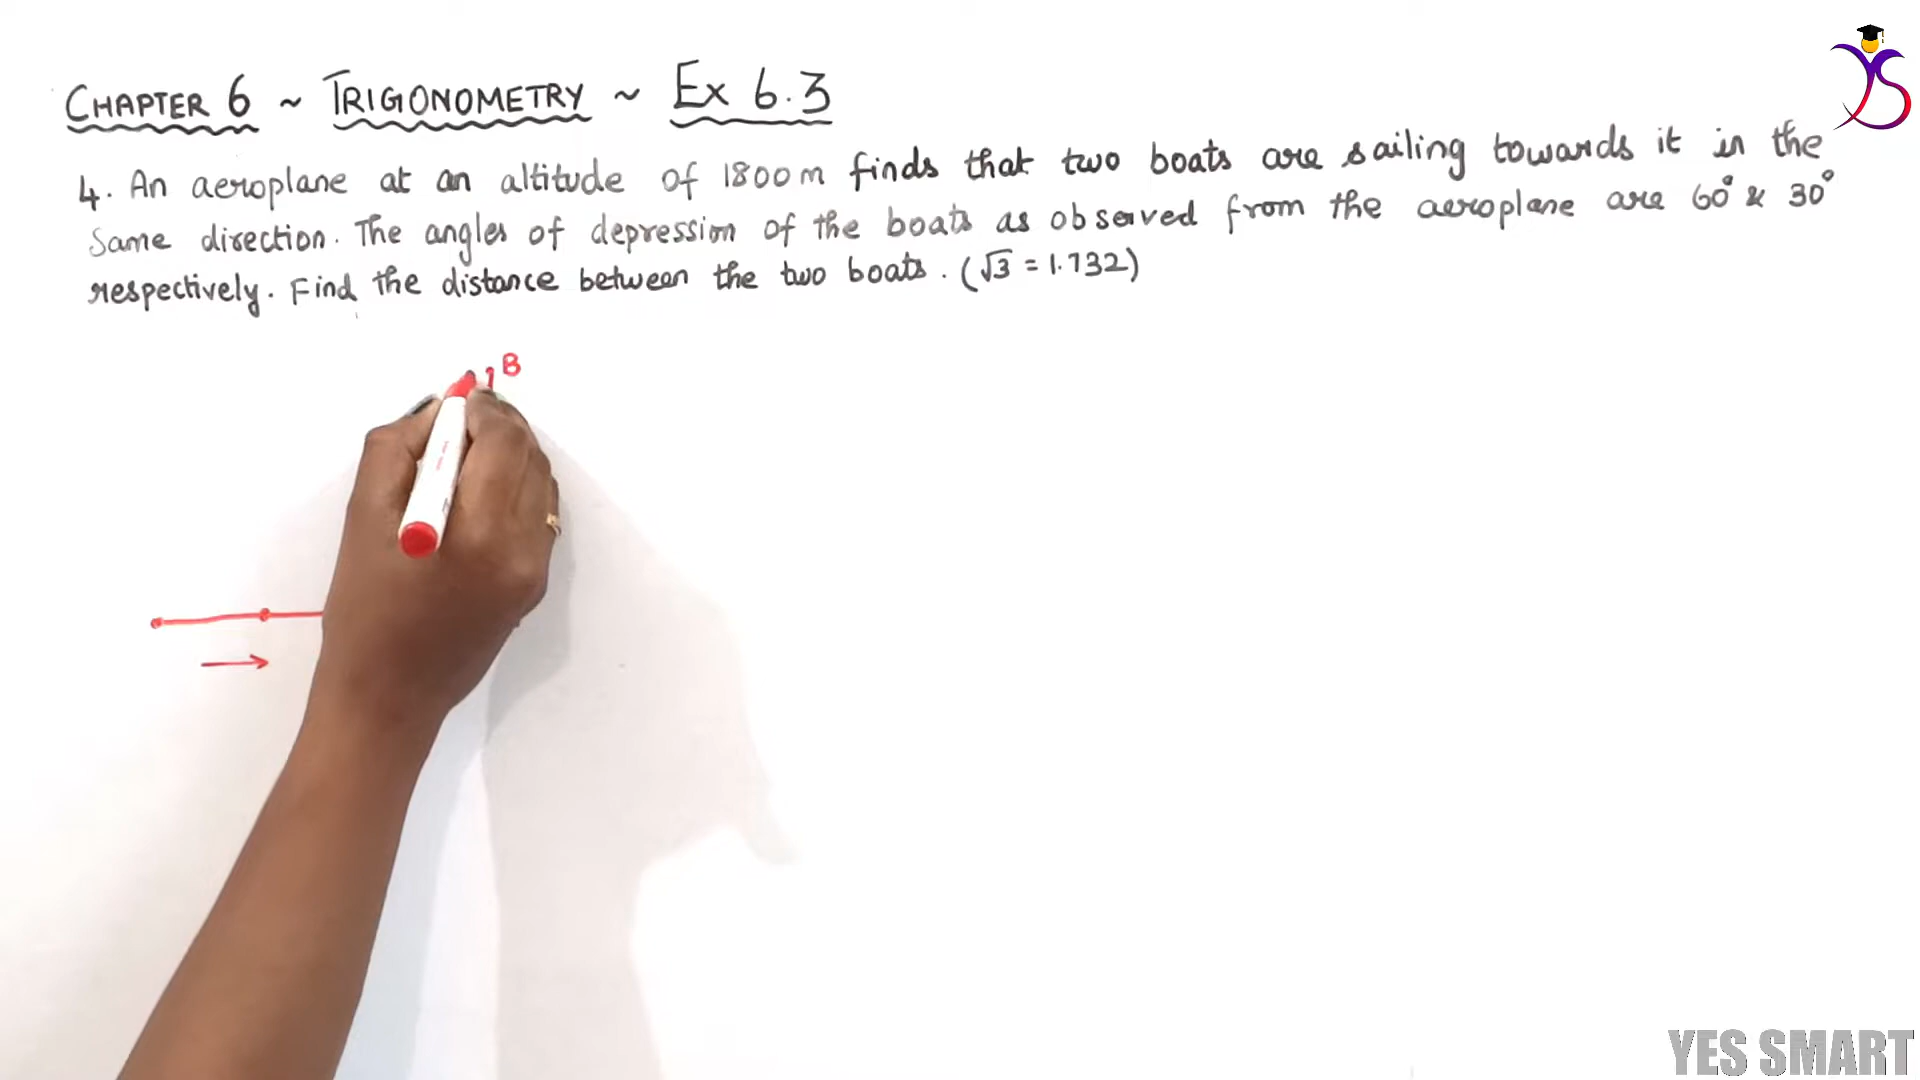 CHAPTER 6 ~ TRIGONOMETRY ~ Ex 6.3
4. An aeroplane at an altitude of 1800m finds that two boats are sailing towards it in the
same direction. The angles of depression of the boats as observed from the aeroplane are 60° & 30°
respectively. Find the distance between the two boats. (√3 = 1.732)
B
YES SMART